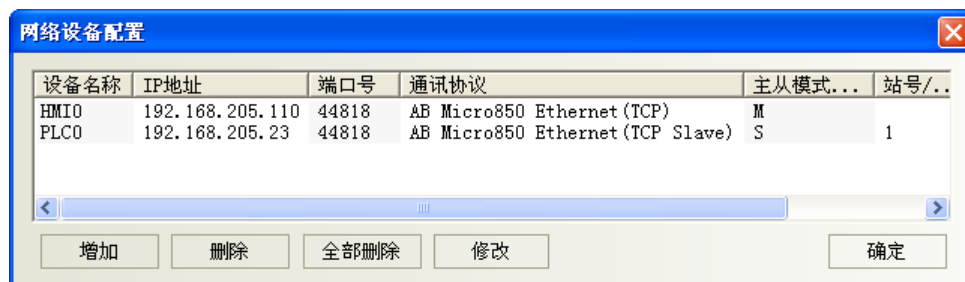 网络设备配置
设备名称 IP地址 端口号 通讯协议 主从模式... 站号/..
HMI0 192.168.205.110 44818 AB Micro850 Ethernet(TCP) M
PLC0 192.168.205.23 44818 AB Micro850 Ethernet(TCP Slave) S 1
增加 删除 全部删除 修改 确定